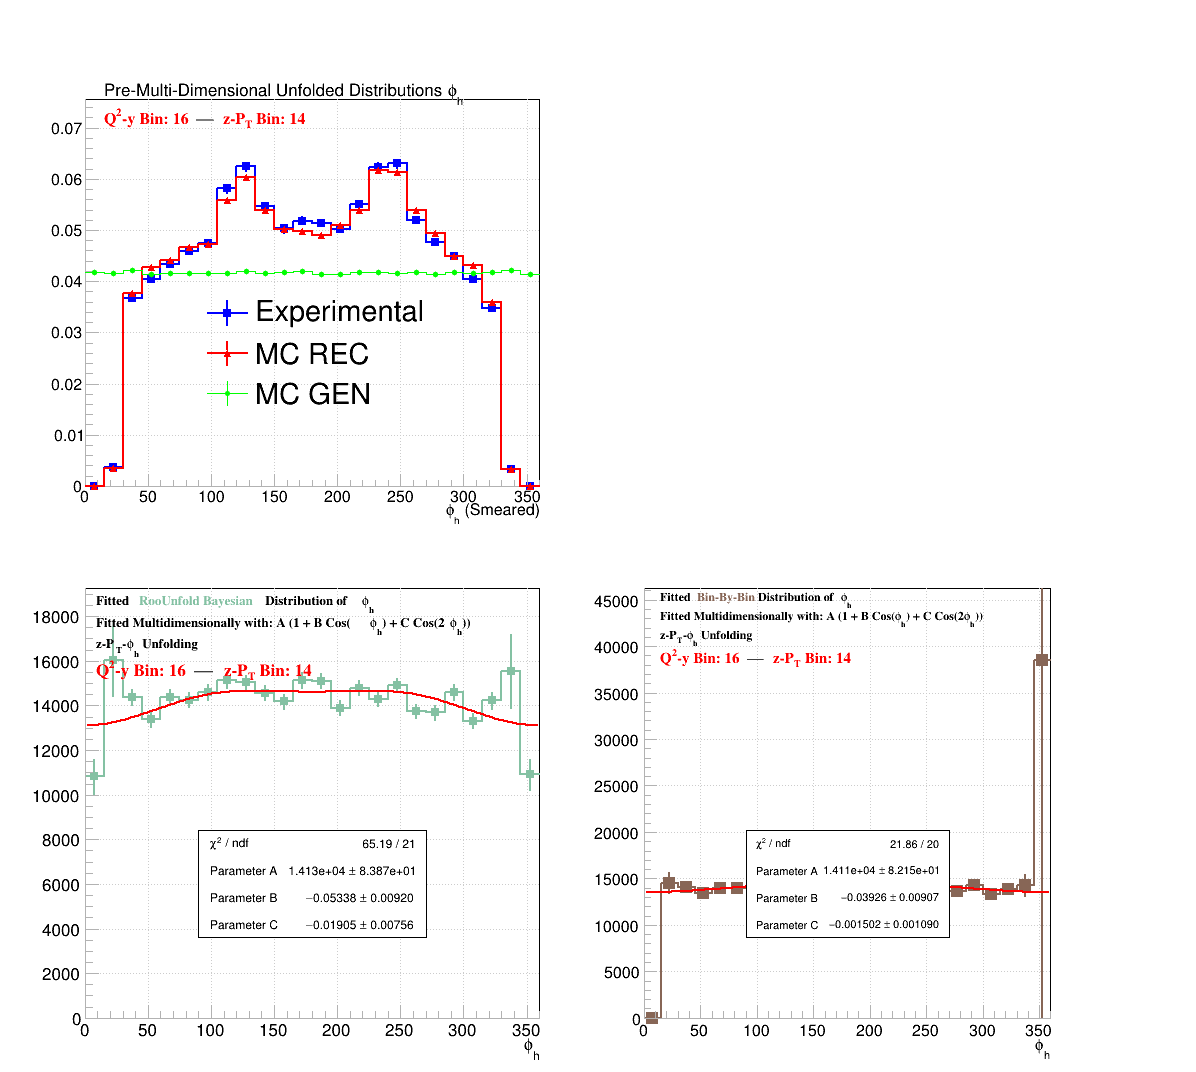 Pre-Multi-Dimensional Unfolded Distributions ϕh
Q2-y Bin: 16 — z-PT Bin: 14
0.07
0.06
0.05
0.04
0.03
0.02
0.01
0
Experimental
MC REC
MC GEN
0 50 100 150 200 250 300 350
ϕh (Smeared)
Fitted RooUnfold Bayesian Distribution of ϕh
Fitted Multidimensionally with: A (1 + B Cos(ϕh) + C Cos(2 ϕh))
z-PT-ϕh Unfolding
Q2-y Bin: 16 — z-PT Bin: 14
18000
16000
14000
12000
10000
8000
6000
4000
2000
0
χ2 / ndf 65.19 / 21
Parameter A 1.413e+04 ± 8.387e+01
Parameter B −0.05338 ± 0.00920
Parameter C −0.01905 ± 0.00756
0 50 100 150 200 250 300 350
ϕh
Fitted Bin-By-Bin Distribution of ϕh
Fitted Multidimensionally with: A (1 + B Cos(ϕh) + C Cos(2ϕh))
z-PT-ϕh Unfolding
Q2-y Bin: 16 — z-PT Bin: 14
45000
40000
35000
30000
25000
20000
15000
10000
5000
0
χ2 / ndf 21.86 / 20
Parameter A 1.411e+04 ± 8.215e+01
Parameter B −0.03926 ± 0.00907
Parameter C −0.001502 ± 0.001090
0 50 100 150 200 250 300 350
ϕh